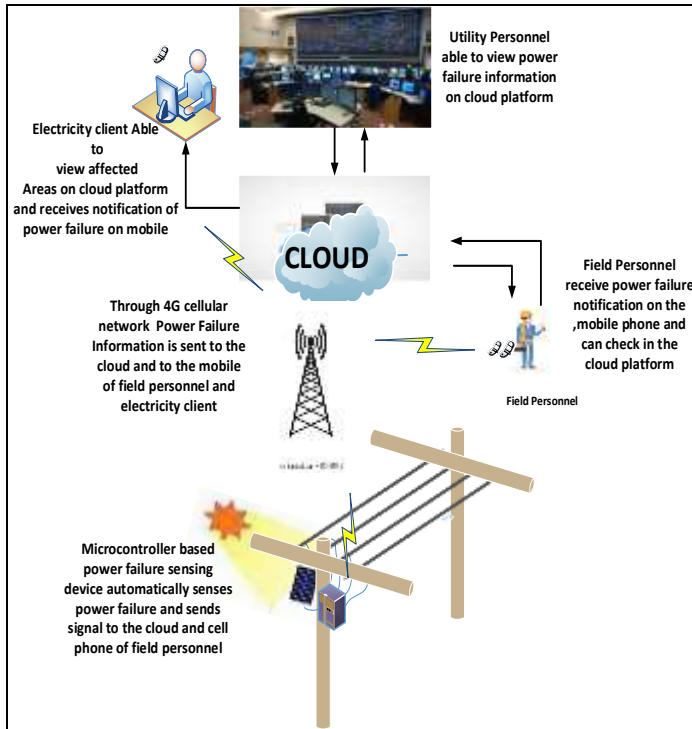 Utility Personnel
able to view power
failure information
on cloud platform
Electricity client Able
to
view affected
Areas on cloud platform
and receives notification of
power failure on mobile
CLOUD
Field Personnel
receive power failure
notification on the
,mobile phone and
can check in the
cloud platform
Through 4G cellular
network Power Failure
Information is sent to the
cloud and to the mobile
of field personnel and
electricity client
Field Personnel
Microcontroller based
power failure sensing
device automatically senses
power failure and sends
signal to the cloud and cell
phone of field personnel